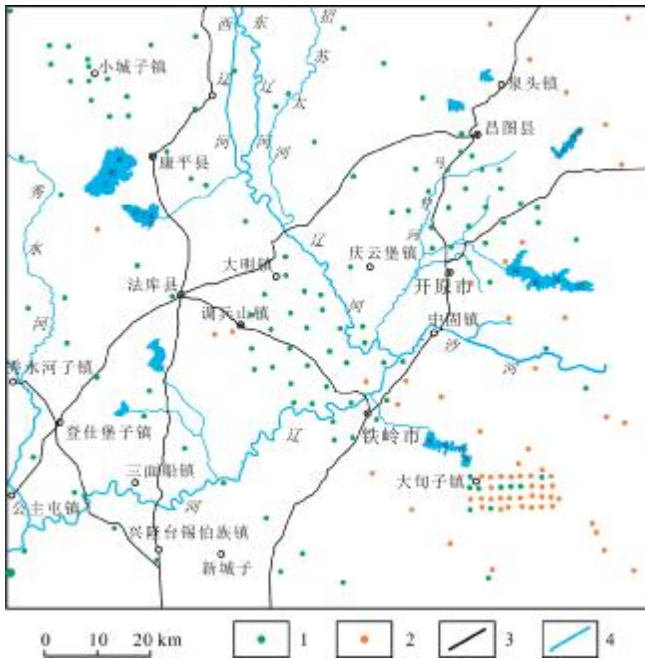 西
东
招
苏
太
河
辽
辽
河
河
小城子镇
泉头镇
昌图县
康平县
马
仲
河
秀
水
河
辽
河
大明镇
庆云堡镇
开原市
法库县
调兵山镇
中固镇
沙
河
秀水河子镇
登仕堡子镇
铁岭市
辽
河
三面船镇
大甸子镇
公主屯镇
兴隆台锡伯族镇
新城子
0 10 20 km
1
2
3
4